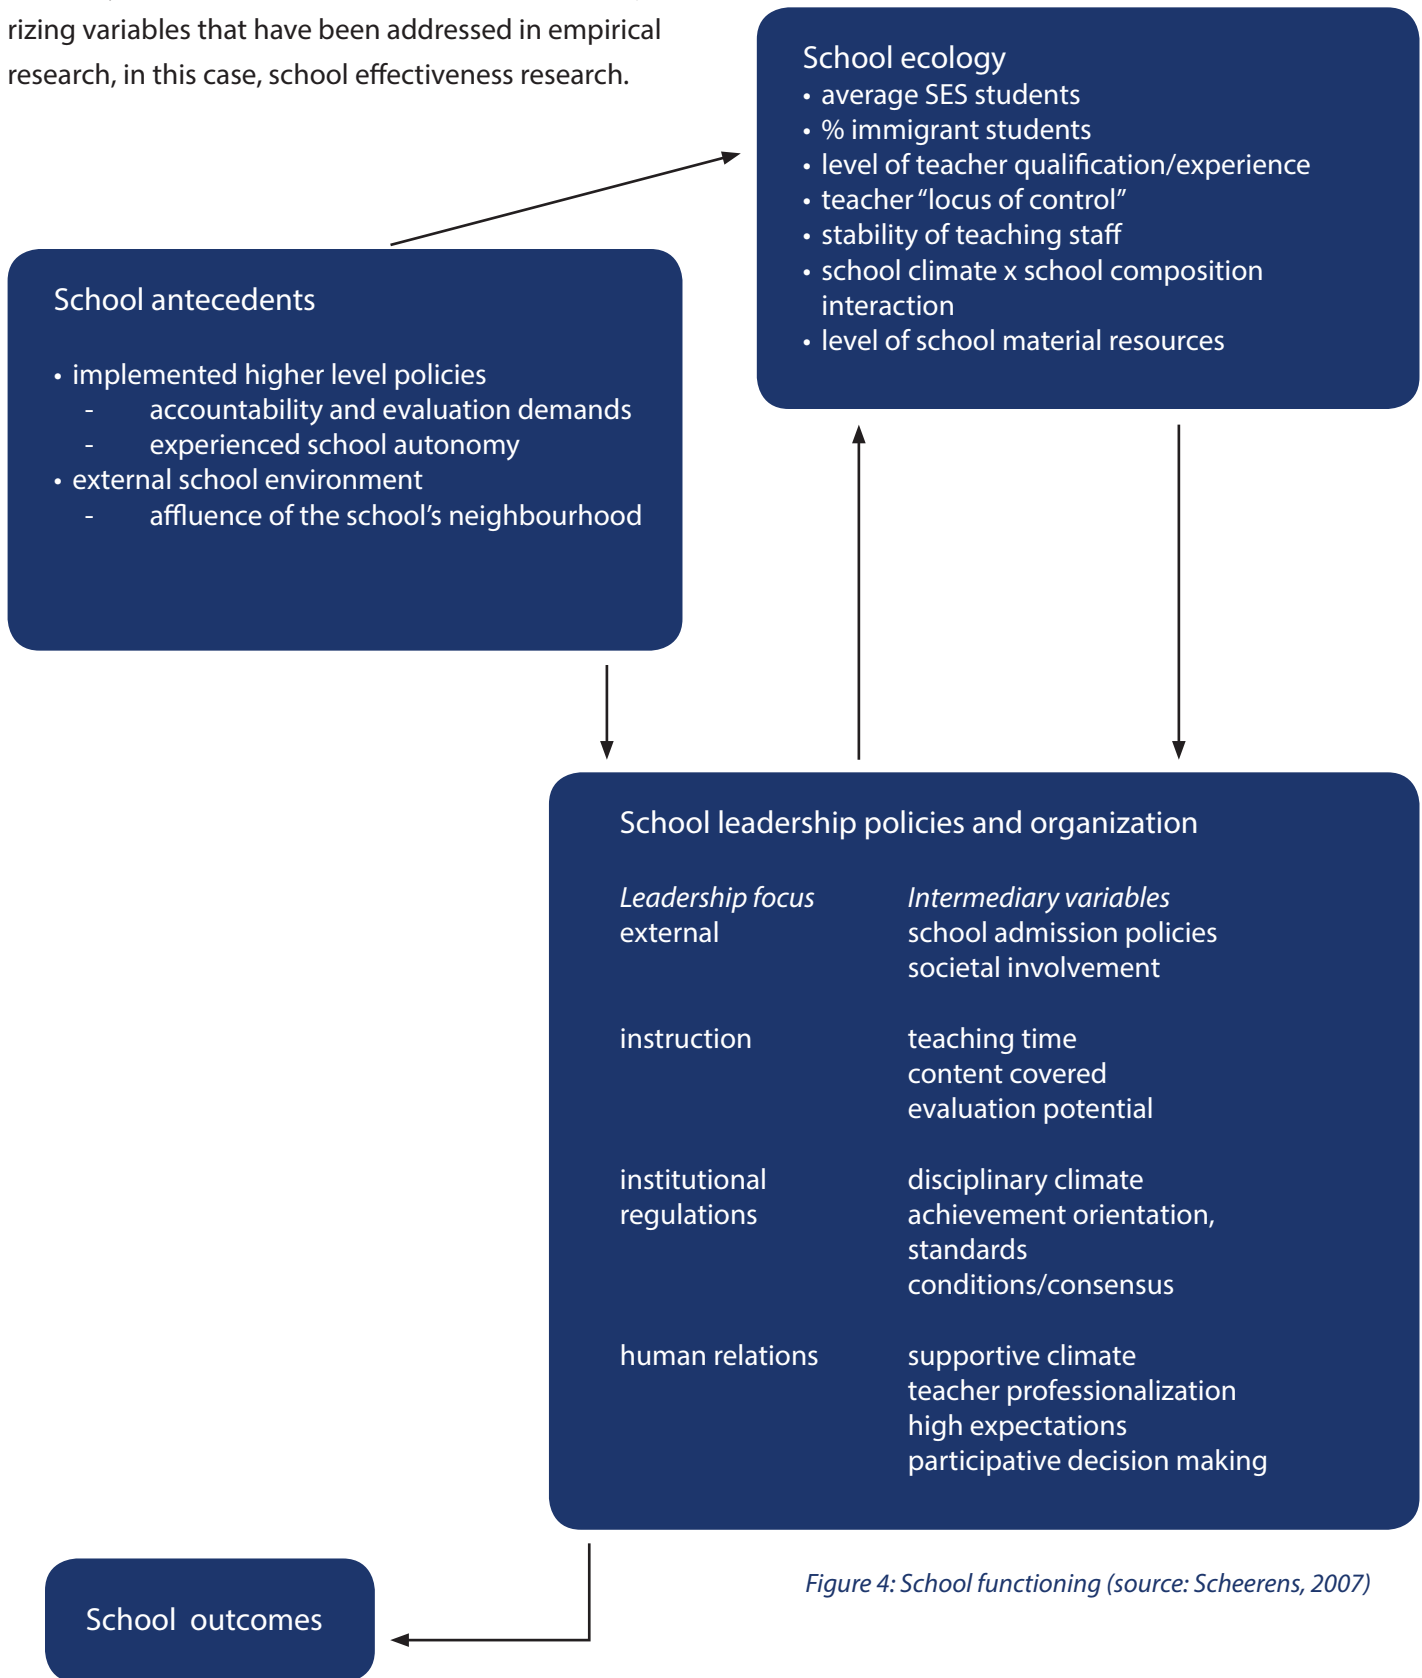 rizing variables that have been addressed in empirical
research, in this case, school effectiveness research.
School ecology
• average SES students
• % immigrant students
• level of teacher qualification/experience
• teacher “locus of control”
• stability of teaching staff
• school climate x school composition
interaction
• level of school material resources
School antecedents
• implemented higher level policies
- accountability and evaluation demands
- experienced school autonomy
• external school environment
- affluence of the school’s neighbourhood
School leadership policies and organization
Leadership focus Intermediary variables
external school admission policies
societal involvement
instruction teaching time
content covered
evaluation potential
institutional disciplinary climate
regulations achievement orientation,
standards
conditions/consensus
human relations supportive climate
teacher professionalization
high expectations
participative decision making
Figure 4: School functioning (source: Scheerens, 2007)
School outcomes